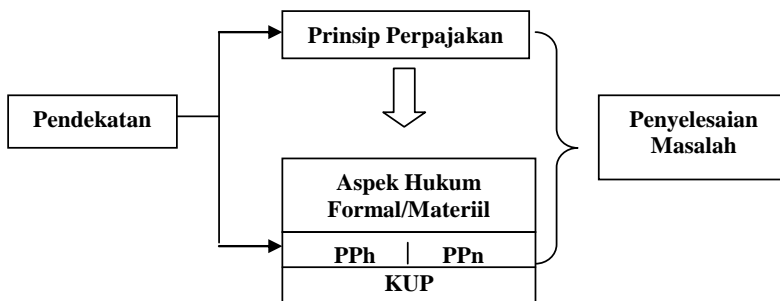 Prinsip Perpajakan
Pendekatan
Penyelesaian
Masalah
Aspek Hukum
Formal/Materiil
PPh | PPn
KUP